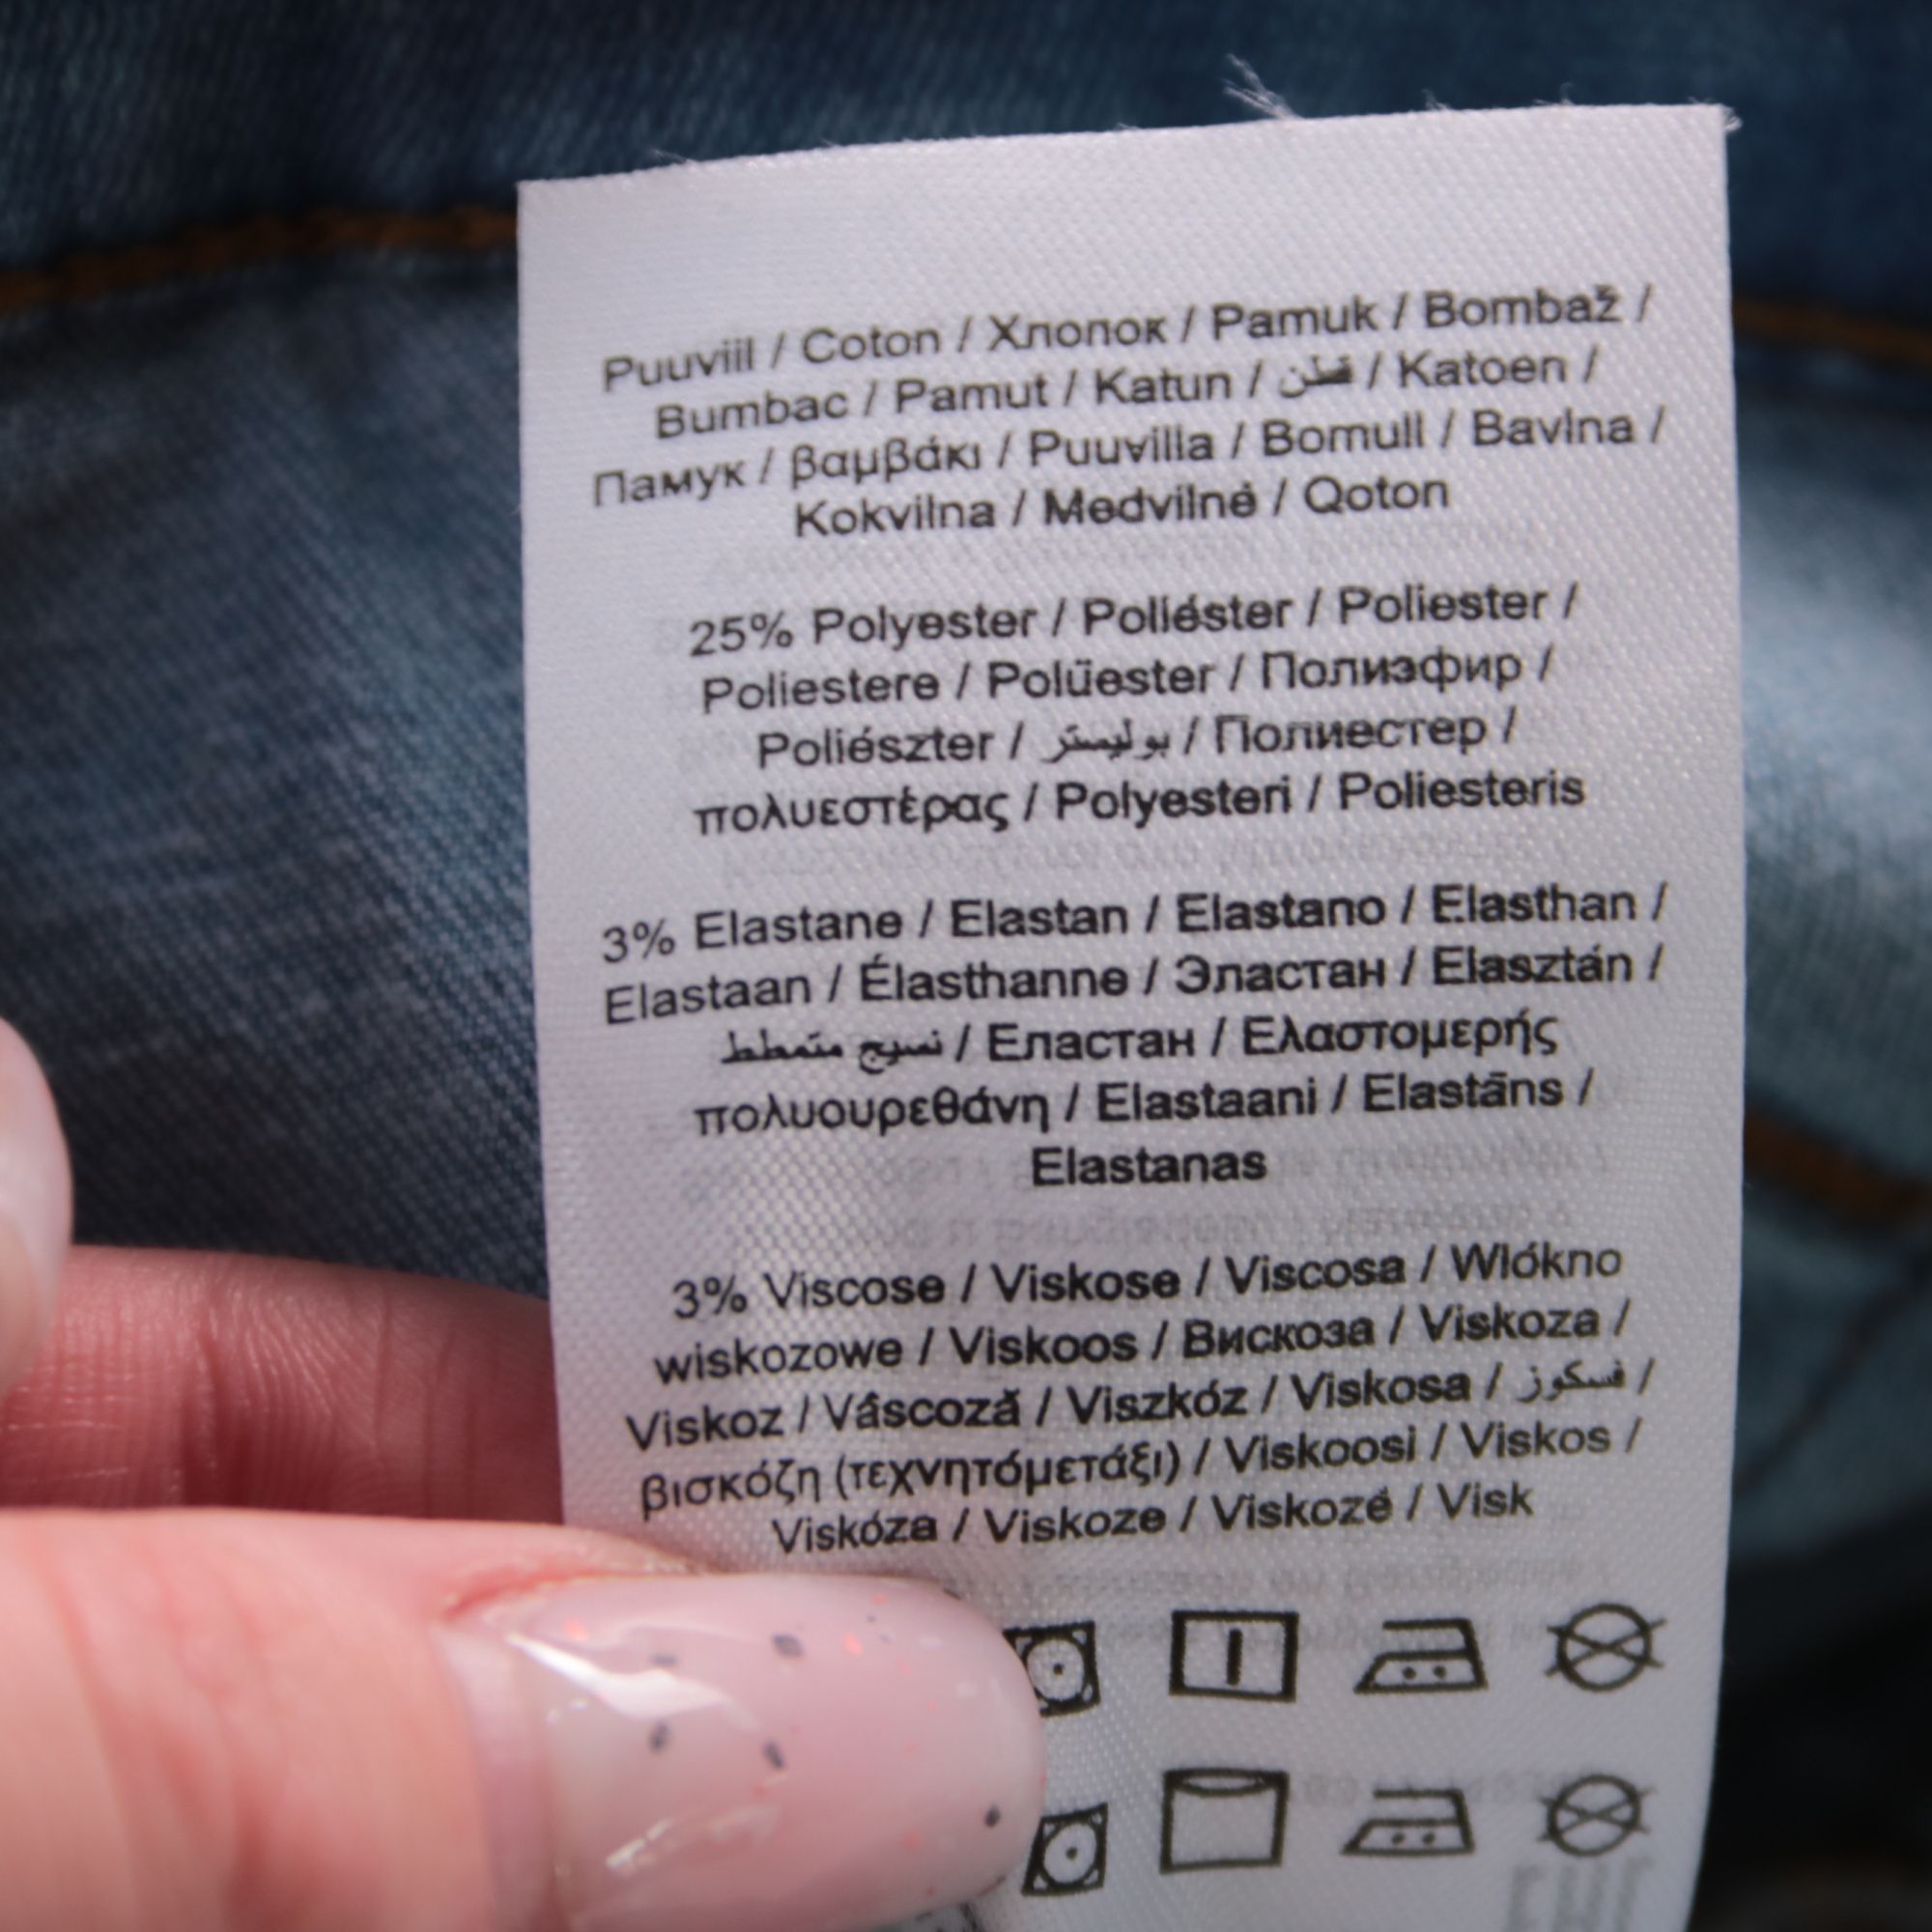 Puuvill / Coton / Хлопок / Pamuk / Bombaž /
Bumbac / Pamut / Katun / قطن / Katoen /
Памук / βαμβάκι / Puuvilla / Bomull / Bavlna /
Kokvilna / Medvilnė / Qoton
25% Polyester / Poliéster / Poliester /
Poliestere / Polüester / Полиэфир /
Poliészter / بوليستر / Полиестер /
πολυεστέρας / Polyesteri / Poliesteris
3% Elastane / Elastan / Elastano / Elasthan /
Elastaan / Élasthanne / Эластан / Elasztán /
نسيج متمطط / Еластан / Ελαστομερής
πολυουρεθάνη / Elastaani / Elastāns /
Elastanas
3% Viscose / Viskose / Viscosa / Wlókno
wiskozowe / Viskoos / Вискоза / Viskoza /
Viskoz / Vâscoză / Viszkóz / Viskosa / فسكوز /
βισκόζη (τεχνητόμετάξι) / Viskoosi / Viskos /
Viskóza / Viskoze / Viskozė / Visk